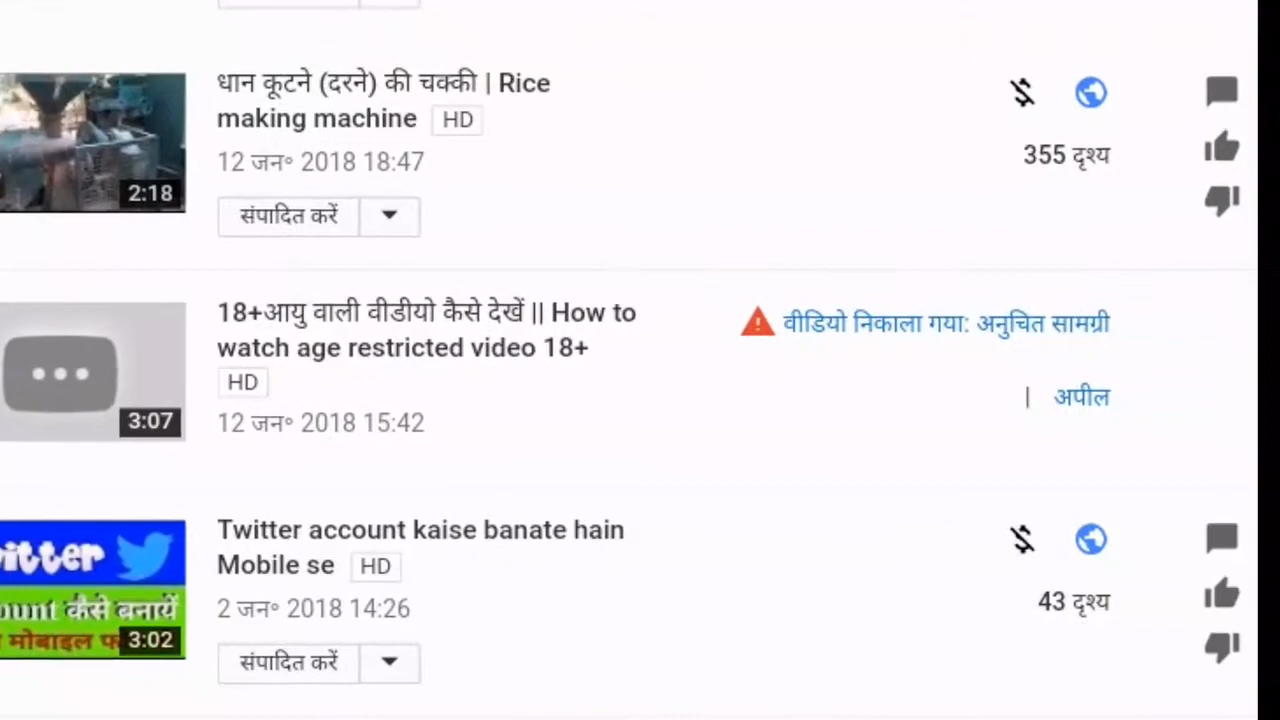 धान कूटने (दरने) की चक्की | Rice
making machine HD
355 दृश्य
2:18
12 जन॰ 2018 18:47
संपादित करें
18+आयु वाली वीडीयो कैसे देखें || How to
watch age restricted video 18+
HD
वीडियो निकाला गया: अनुचित सामग्री
| अपील
3:07
12 जन॰ 2018 15:42
Twitter account kaise banate hain
Mobile se HD
43 दृश्य
itter
कैसे बनायें
मोबाइल
3:02
2 जन॰ 2018 14:26
संपादित करें